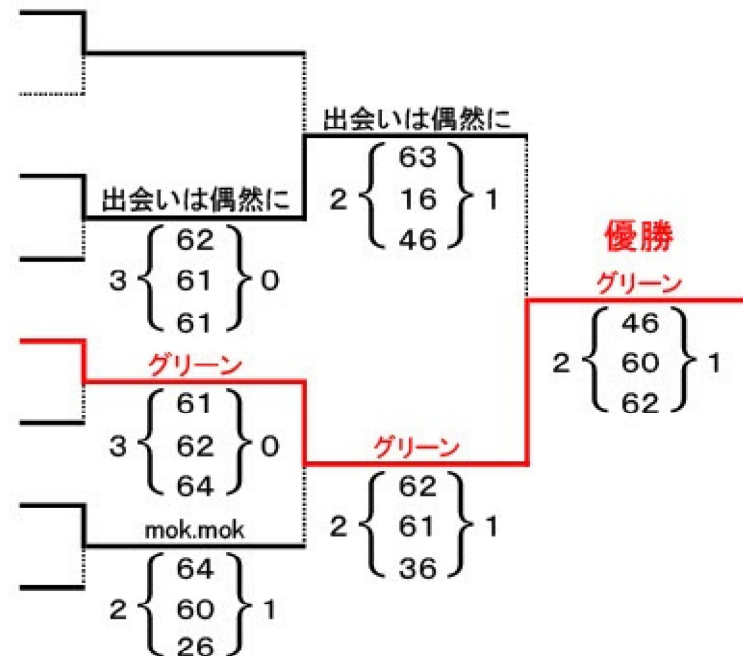 出会いは偶然に
3 { 62 61 61 } 0
グリーン
3 { 61 62 64 } 0
mok.mok
2 { 64 60 26 } 1
出会いは偶然に
2 { 63 16 46 } 1
グリーン
2 { 62 61 36 } 1
優勝
グリーン
2 { 46 60 62 } 1